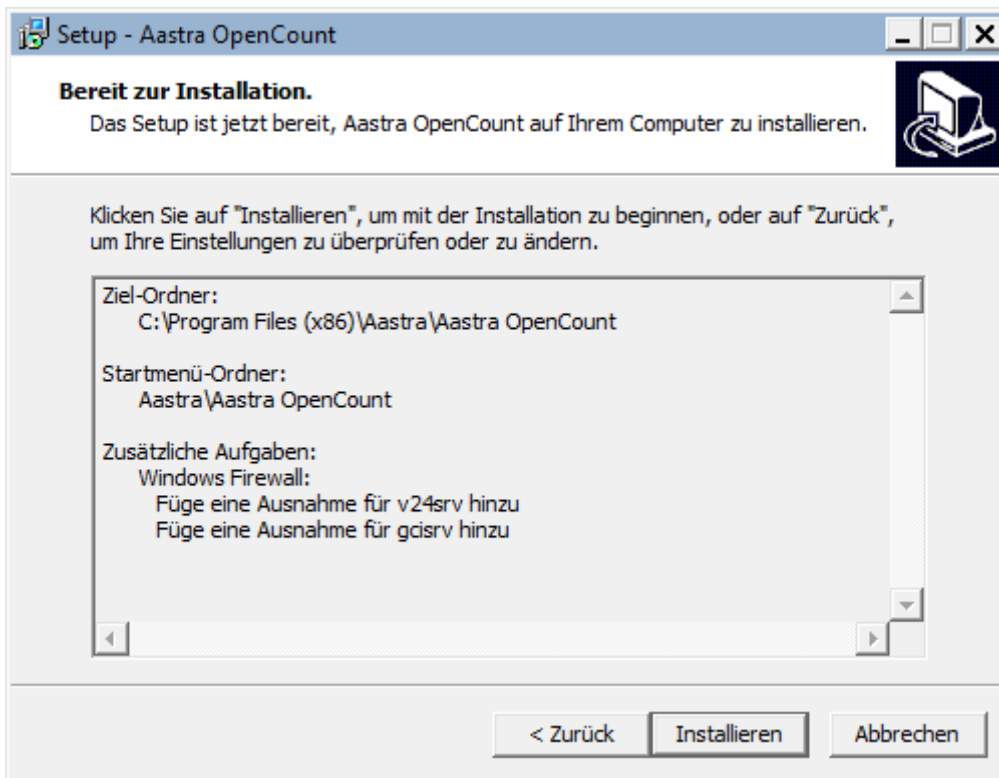 Setup - Aastra OpenCount
Bereit zur Installation.
Das Setup ist jetzt bereit, Aastra OpenCount auf Ihrem Computer zu installieren.
Klicken Sie auf "Installieren", um mit der Installation zu beginnen, oder auf "Zurück",
um Ihre Einstellungen zu überprüfen oder zu ändern.
Ziel-Ordner:
C:\Program Files (x86)\Aastra\Aastra OpenCount
Startmenü-Ordner:
Aastra\Aastra OpenCount
Zusätzliche Aufgaben:
Windows Firewall:
Füge eine Ausnahme für v24srv hinzu
Füge eine Ausnahme für gcisrv hinzu
< Zurück Installieren Abbrechen